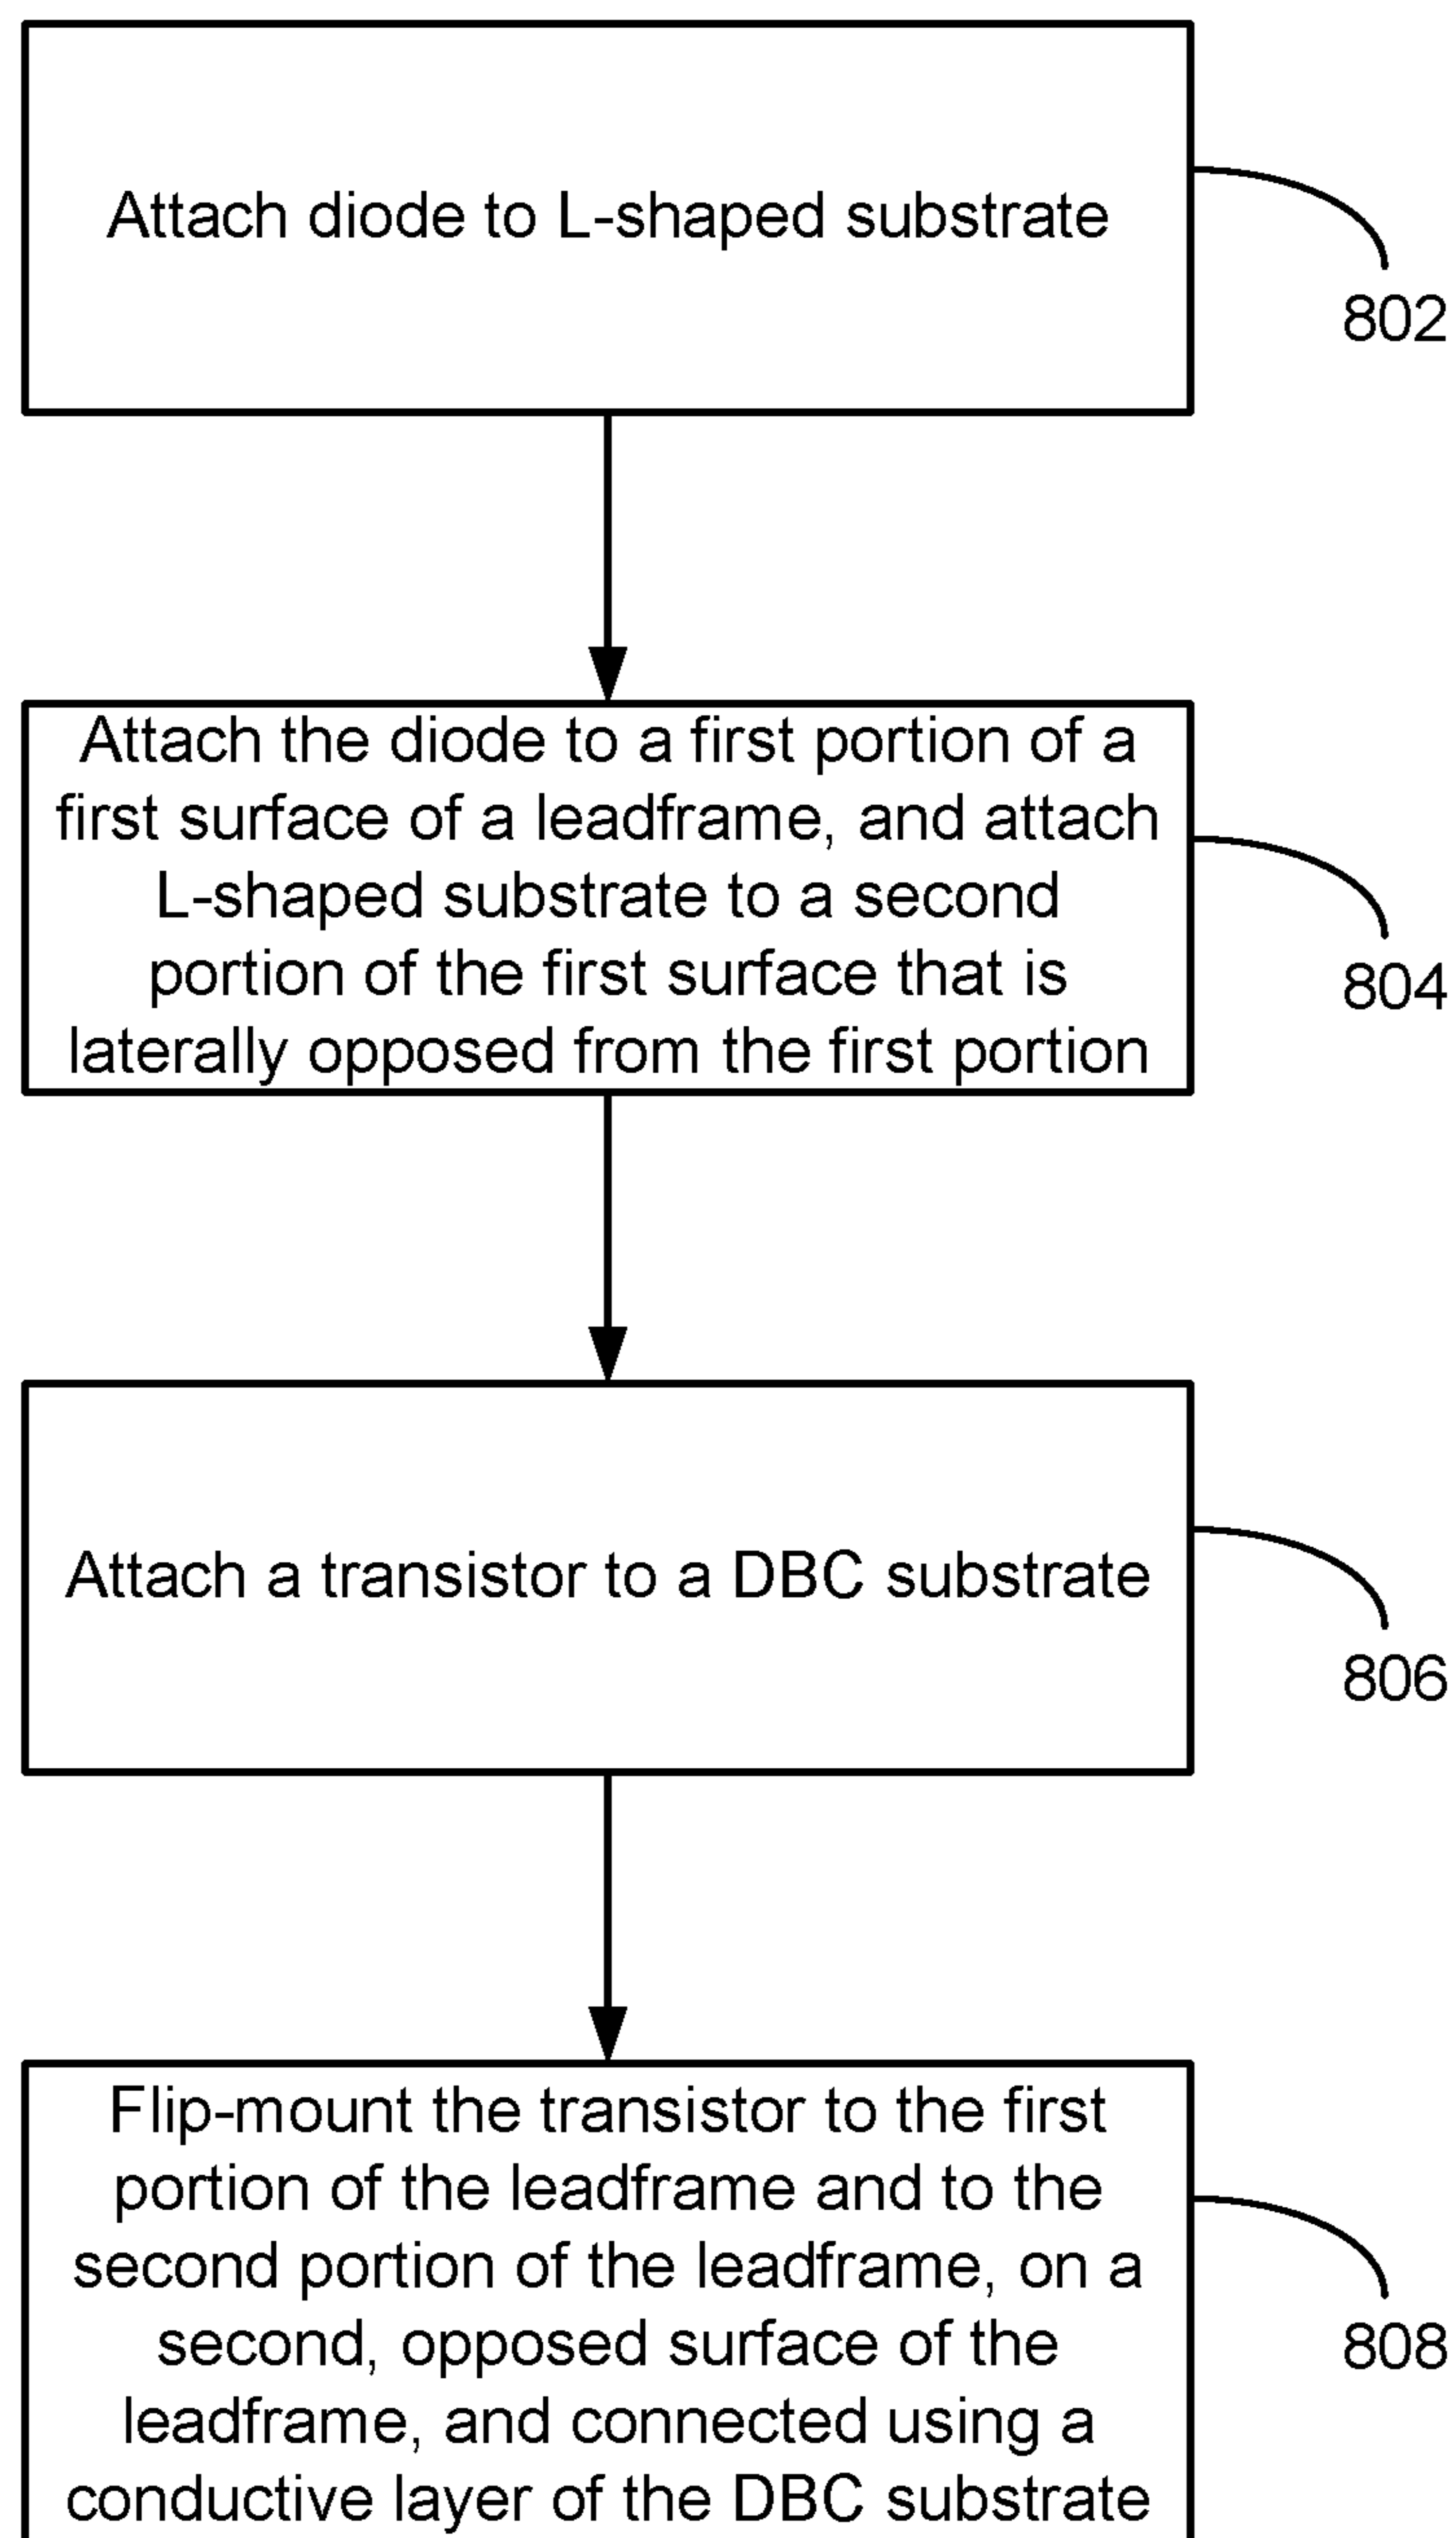 Attach diode to L-shaped substrate
802
Attach the diode to a first portion of a
first surface of a leadframe, and attach
L-shaped substrate to a second
portion of the first surface that is
laterally opposed from the first portion
804
Attach a transistor to a DBC substrate
806
Flip-mount the transistor to the first
portion of the leadframe and to the
second portion of the leadframe, on a
second, opposed surface of the
leadframe, and connected using a
conductive layer of the DBC substrate
808